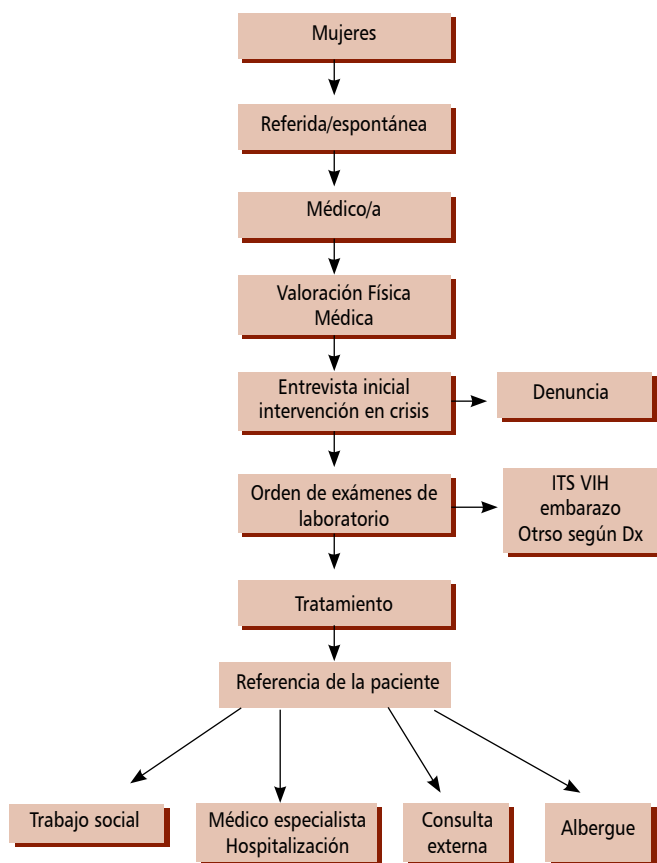 Mujeres
Referida/espontánea
Médico/a
Valoración Física
Médica
Entrevista inicial
intervención en crisis
Denuncia
Orden de exámenes de
laboratorio
ITS VIH
embarazo
Otrso según Dx
Tratamiento
Referencia de la paciente
Trabajo social
Médico especialista
Hospitalización
Consulta
externa
Albergue